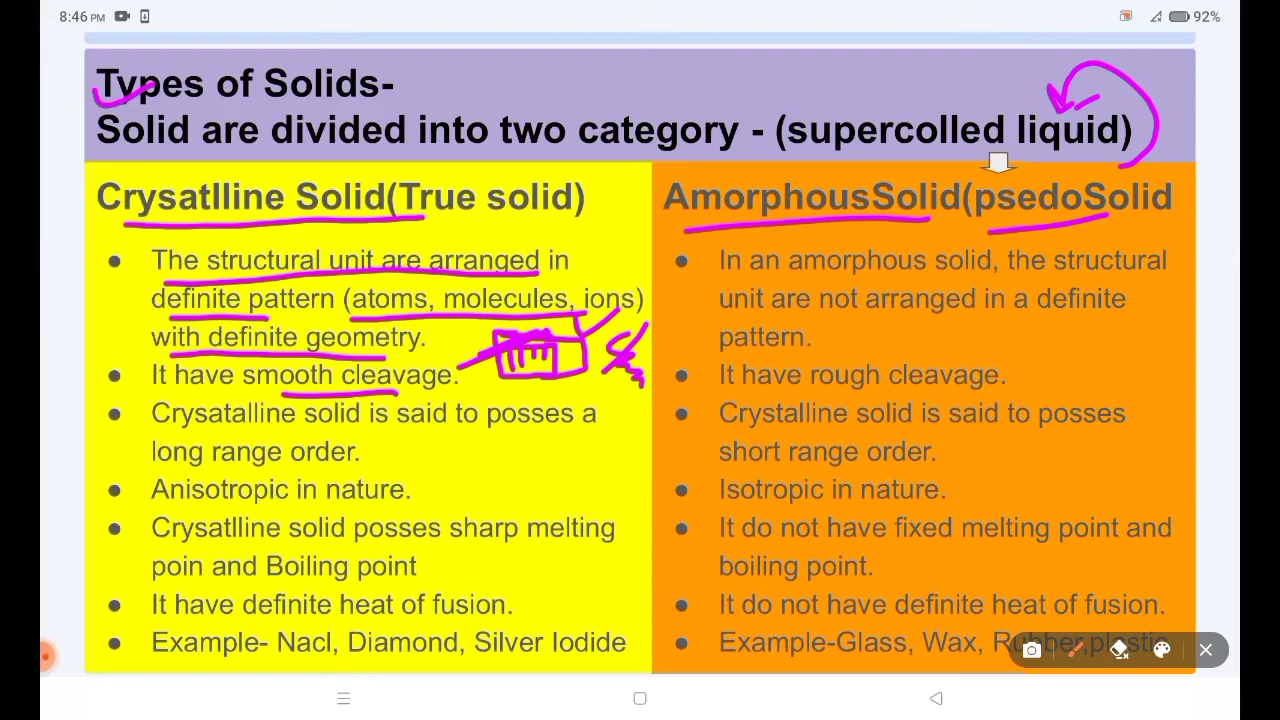 8:46 PM 92%
Types of Solids-
Solid are divided into two category - (supercolled liquid)
Crysatlline Solid(True solid)
The structural unit are arranged in
definite pattern (atoms, molecules, ions)
with definite geometry.
It have smooth cleavage.
Crysatalline solid is said to posses a
long range order.
Anisotropic in nature.
Crysatlline solid posses sharp melting
poin and Boiling point
It have definite heat of fusion.
Example- Nacl, Diamond, Silver Iodide
AmorphousSolid(psedoSolid
In an amorphous solid, the structural
unit are not arranged in a definite
pattern.
It have rough cleavage.
Crystalline solid is said to posses
short range order.
Isotropic in nature.
It do not have fixed melting point and
boiling point.
It do not have definite heat of fusion.
Example-Glass, Wax, Rubber,plastic